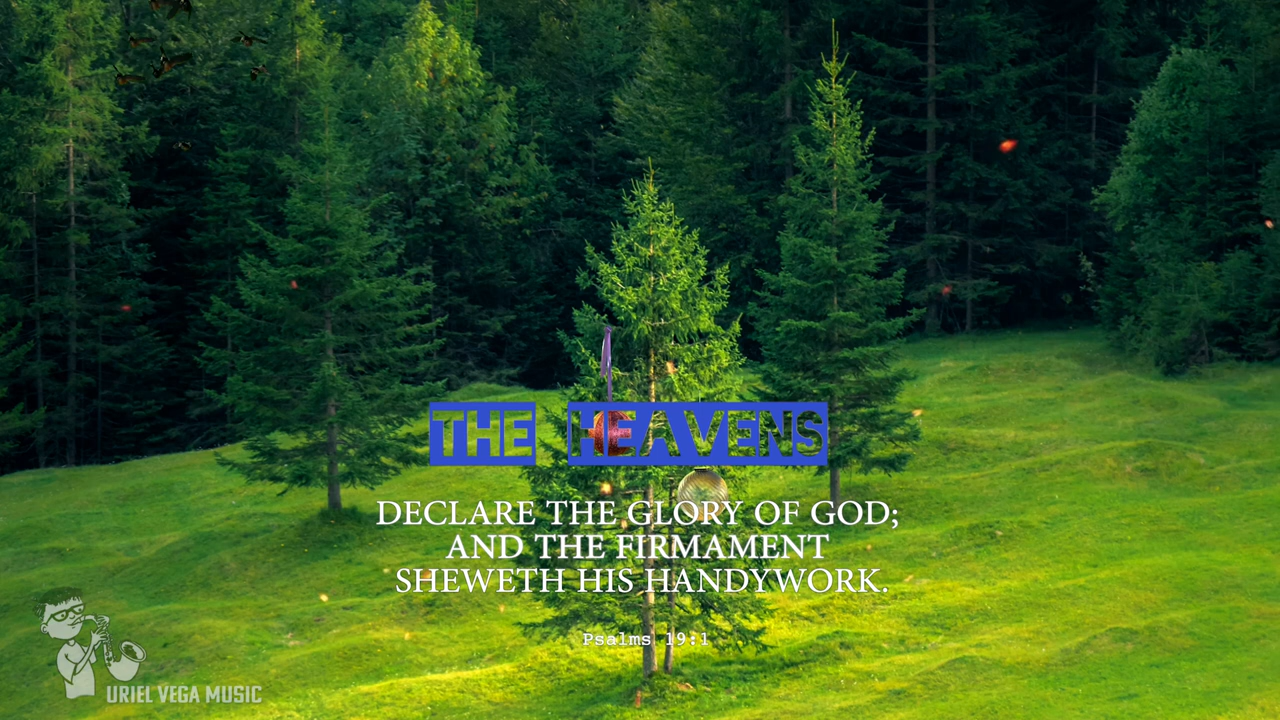 THE HEAVENS
DECLARE THE GLORY OF GOD;
AND THE FIRMAMENT
SHEWETH HIS HANDYWORK.
Psalms 19:1
URIEL VEGA MUSIC